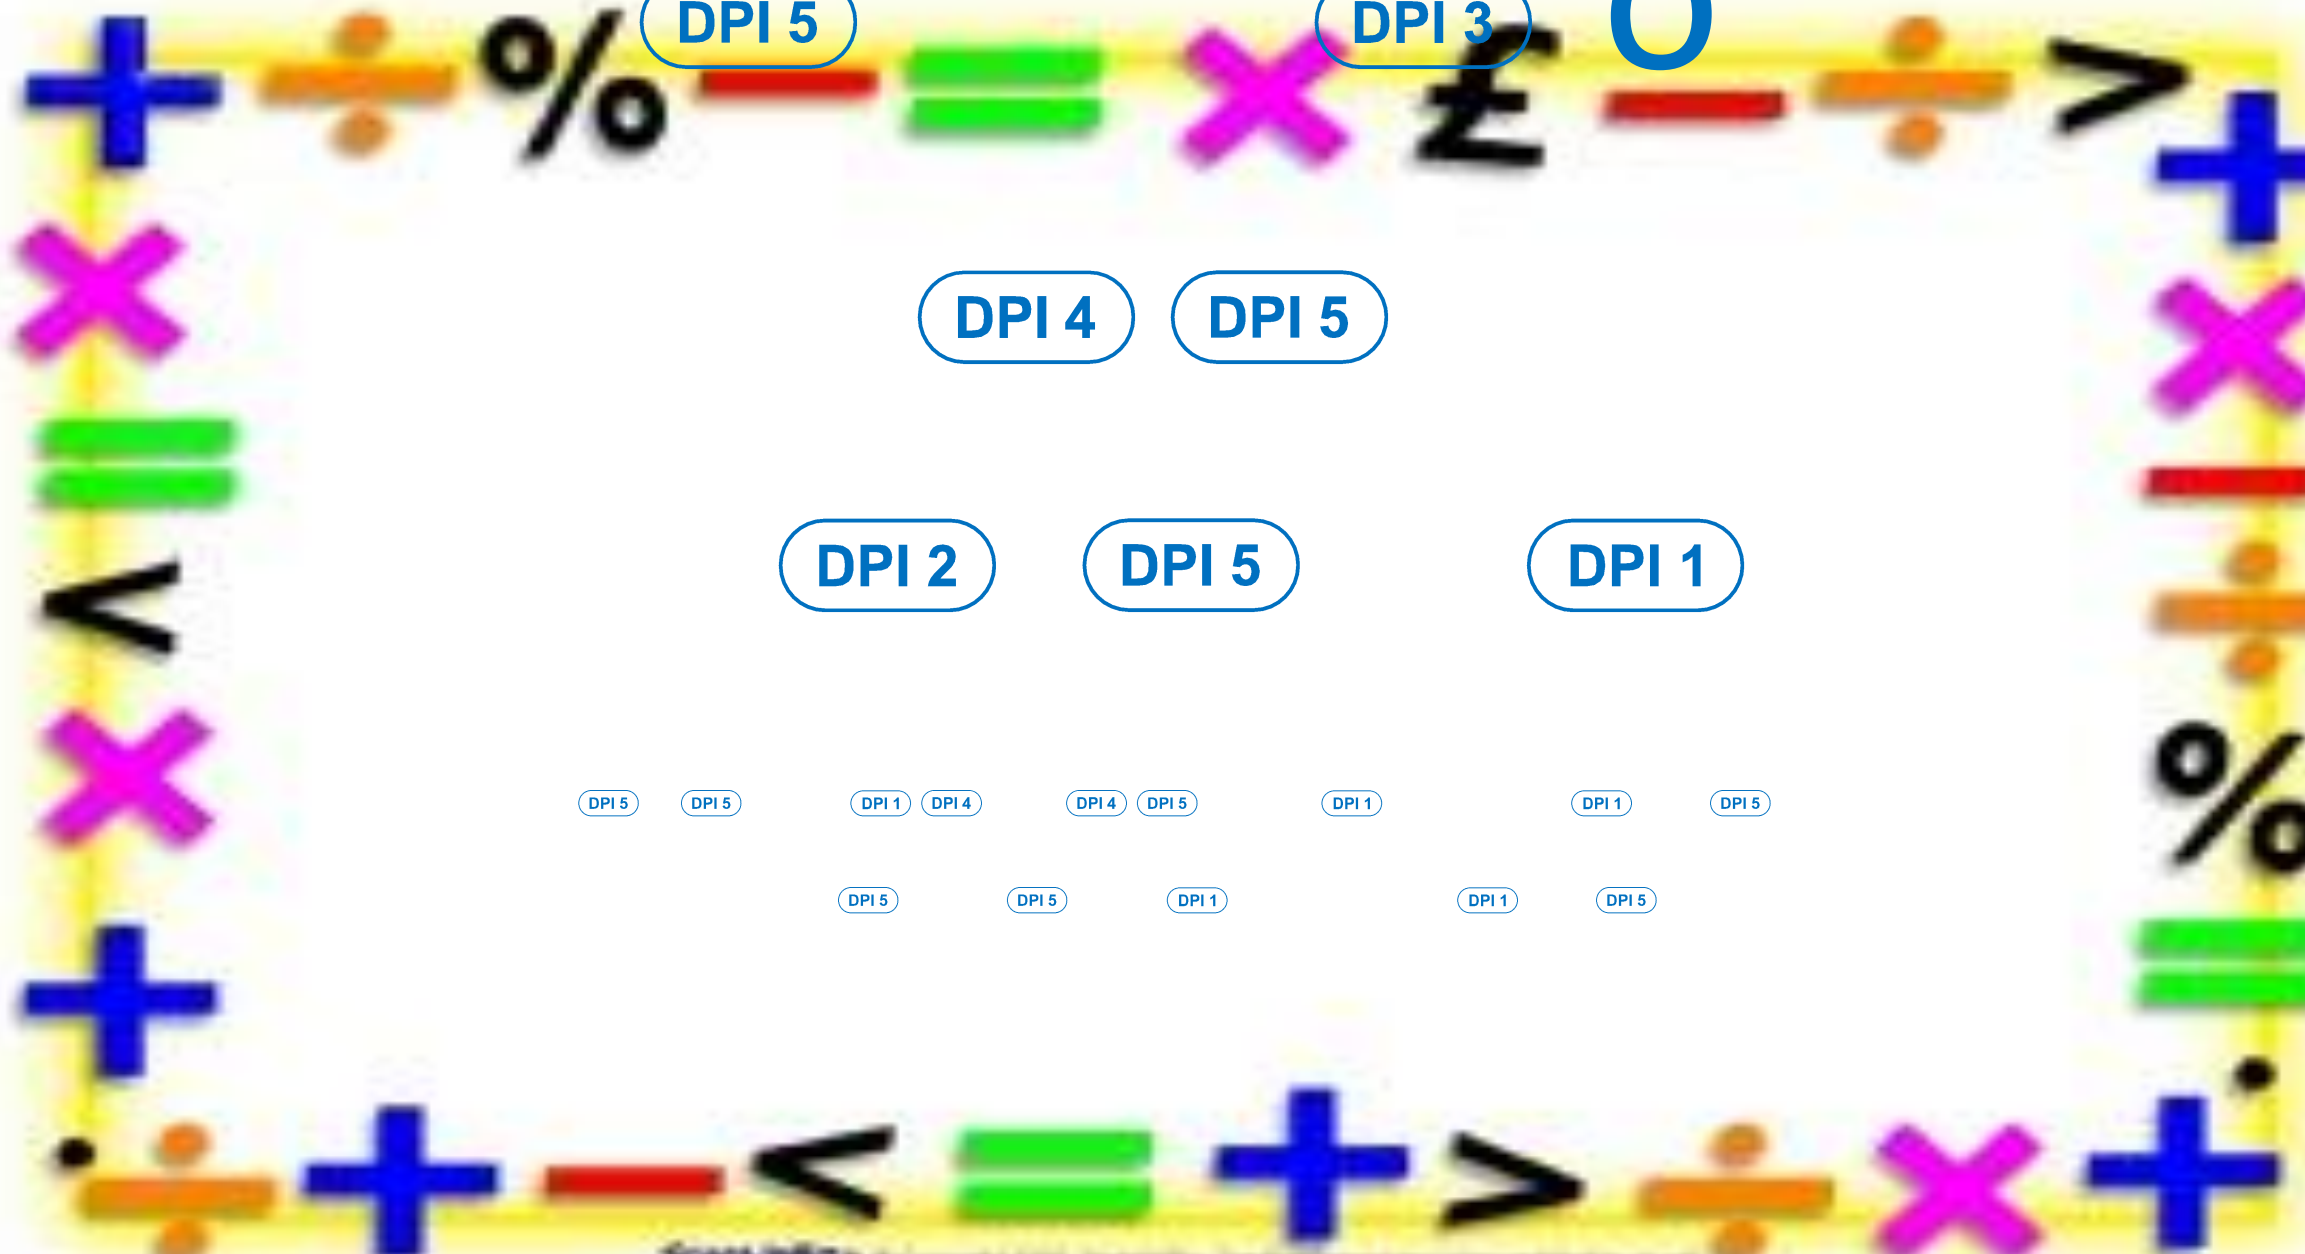 DPI 5 DPI 3 O
+ ÷ % − = × £ − ÷ >
+
×
DPI 4 DPI 5
×
=
−
DPI 2 DPI 5 DPI 1
<
÷
×
DPI 5 DPI 5 DPI 1 DPI 4 DPI 4 DPI 5 DPI 1 DPI 1 DPI 5
%
DPI 5 DPI 5 DPI 1 DPI 1 DPI 5
=
+
.
. ÷ + − < = + > ÷ × +